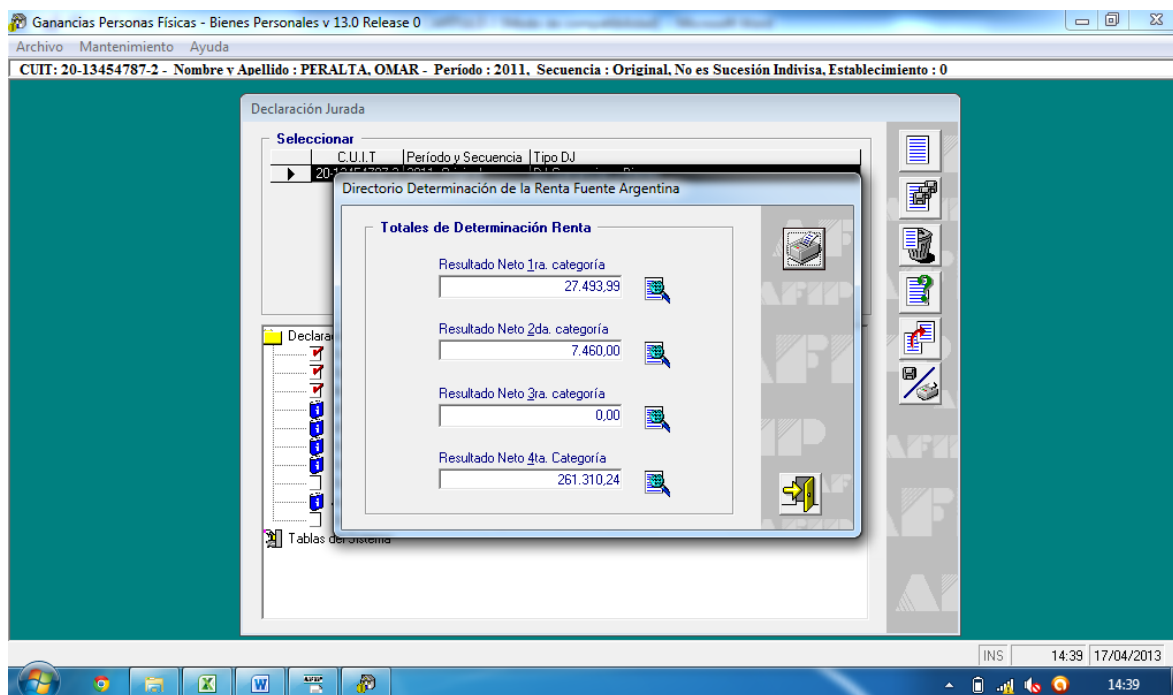 Ganancias Personas Físicas - Bienes Personales v 13.0 Release 0
Archivo Mantenimiento Ayuda
CUIT: 20-13454787-2 - Nombre y Apellido : PERALTA, OMAR - Período : 2011, Secuencia : Original, No es Sucesión Indivisa, Establecimiento : 0
Declaración Jurada
Seleccionar
C.U.I.T Período y Secuencia Tipo DJ
Directorio Determinación de la Renta Fuente Argentina
Totales de Determinación Renta
Resultado Neto 1ra. categoría
27.493,99
Resultado Neto 2da. categoría
7.460,00
Resultado Neto 3ra. categoría
0,00
Resultado Neto 4ta. Categoría
261.310,24
Declara
Tablas del Sistema
AFIP
INS 14:39 17/04/2013
14:39